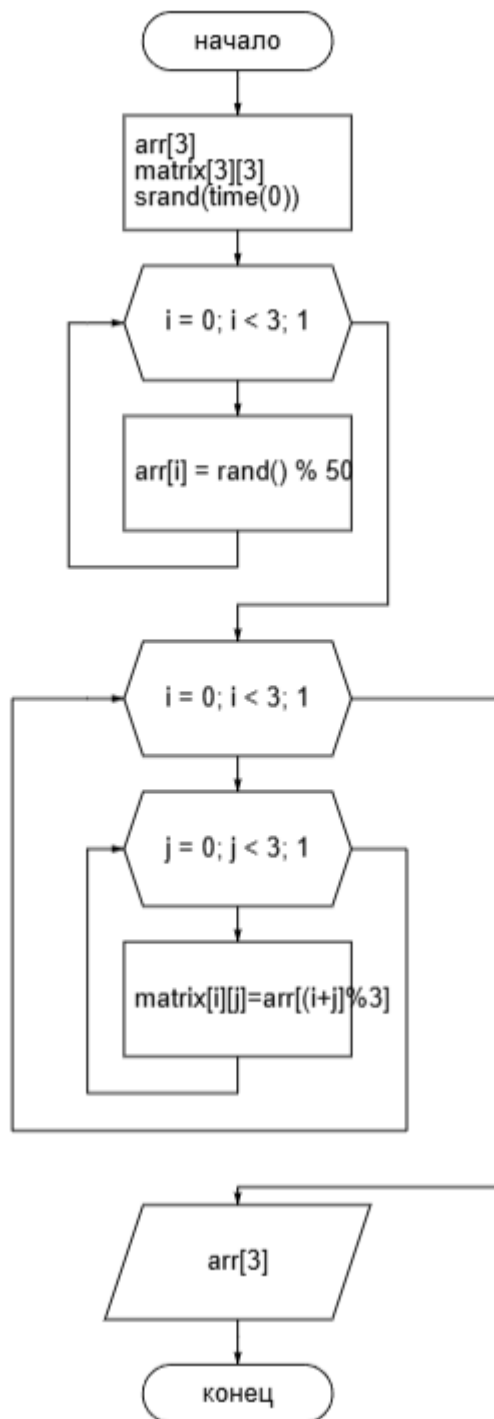 начало
arr[3]
matrix[3][3]
srand(time(0))
i = 0; i < 3; 1
arr[i] = rand() % 50
i = 0; i < 3; 1
j = 0; j < 3; 1
matrix[i][j]=arr[(i+j]%3]
arr[3]
конец